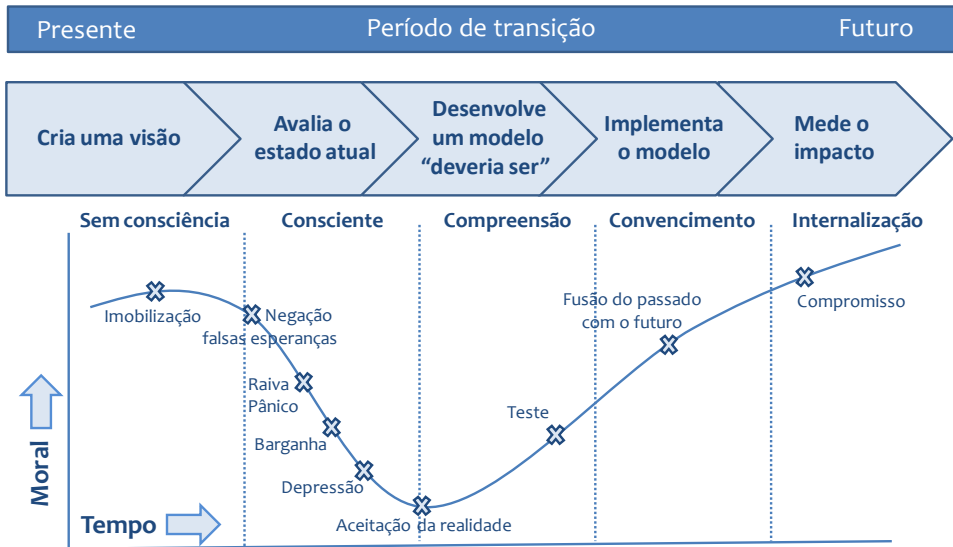 Presente
Período de transição
Futuro
Cria uma visão
Avalia o
estado atual
Desenvolve
um modelo
“deveria ser”
Implementa
o modelo
Mede o
impacto
Sem consciência
Consciente
Compreensão
Convencimento
Internalização
Imobilização
Negação
falsas esperanças
Raiva
Pânico
Barganha
Depressão
Aceitação da realidade
Teste
Fusão do passado
com o futuro
Compromisso
Moral
Tempo